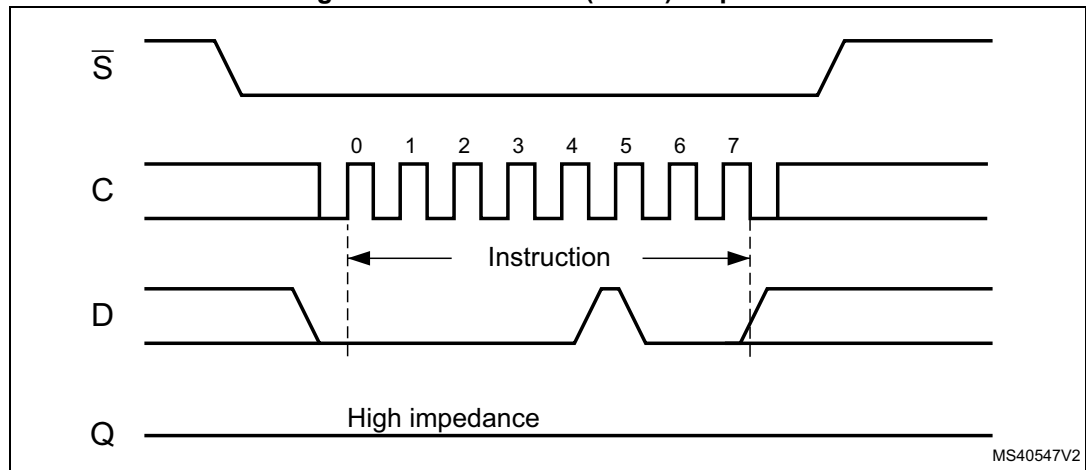 S̅
0 1 2 3 4 5 6 7
C
Instruction
D
High impedance
Q
MS40547V2